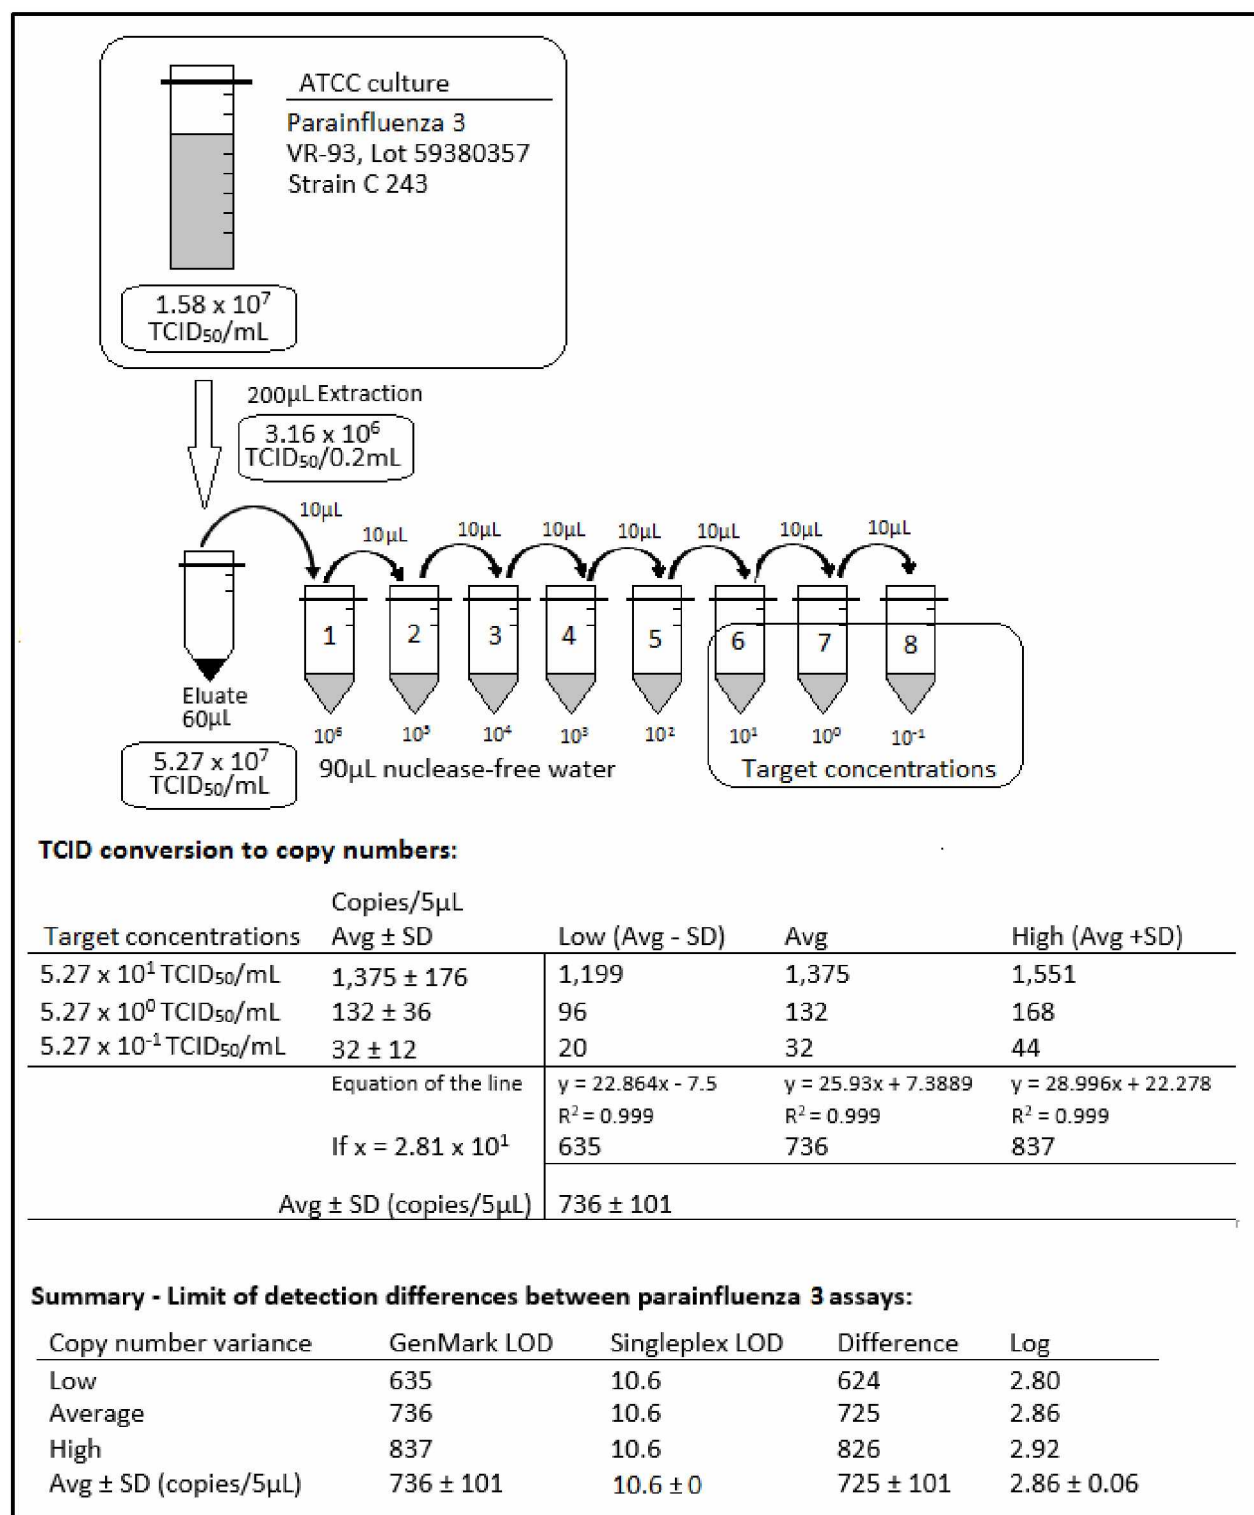 ATCC culture
Parainfluenza 3
VR-93, Lot 59380357
Strain C 243
1.58 x 10⁷
TCID₅₀/mL
200µL Extraction
3.16 x 10⁶
TCID₅₀/0.2mL
10µL 10µL 10µL 10µL 10µL 10µL 10µL 10µL
1 2 3 4 5 6 7 8
Eluate
60µL
10⁶ 10⁵ 10⁴ 10³ 10² 10¹ 10⁰ 10⁻¹
5.27 x 10⁷
TCID₅₀/mL
90µL nuclease-free water
Target concentrations
TCID conversion to copy numbers:
Copies/5µL
Target concentrations Avg ± SD Low (Avg - SD) Avg High (Avg +SD)
5.27 x 10¹ TCID₅₀/mL 1,375 ± 176 1,199 1,375 1,551
5.27 x 10⁰ TCID₅₀/mL 132 ± 36 96 132 168
5.27 x 10⁻¹ TCID₅₀/mL 32 ± 12 20 32 44
Equation of the line y = 22.864x - 7.5 y = 25.93x + 7.3889 y = 28.996x + 22.278
R² = 0.999 R² = 0.999 R² = 0.999
If x = 2.81 x 10¹ 635 736 837
Avg ± SD (copies/5µL) 736 ± 101
Summary - Limit of detection differences between parainfluenza 3 assays:
Copy number variance GenMark LOD Singleplex LOD Difference Log
Low 635 10.6 624 2.80
Average 736 10.6 725 2.86
High 837 10.6 826 2.92
Avg ± SD (copies/5µL) 736 ± 101 10.6 ± 0 725 ± 101 2.86 ± 0.06